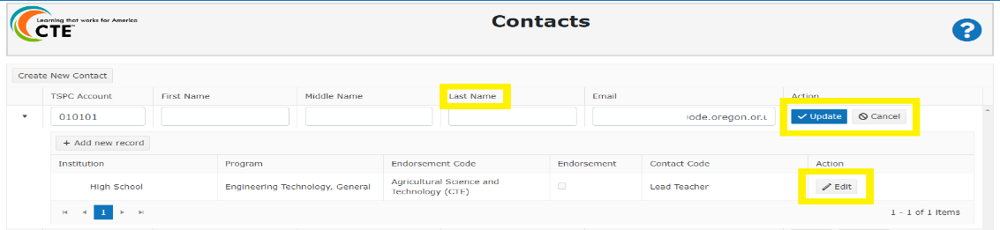 Learning that works for America
CTE™
Contacts
?
Create New Contact
TSPC Account First Name Middle Name Last Name Email Action
010101 ode.oregon.or.u Update Cancel
+ Add new record
Institution Program Endorsement Code Endorsement Contact Code Action
High School Engineering Technology, General Agricultural Science and Technology (CTE) Lead Teacher Edit
1 1 - 1 of 1 items